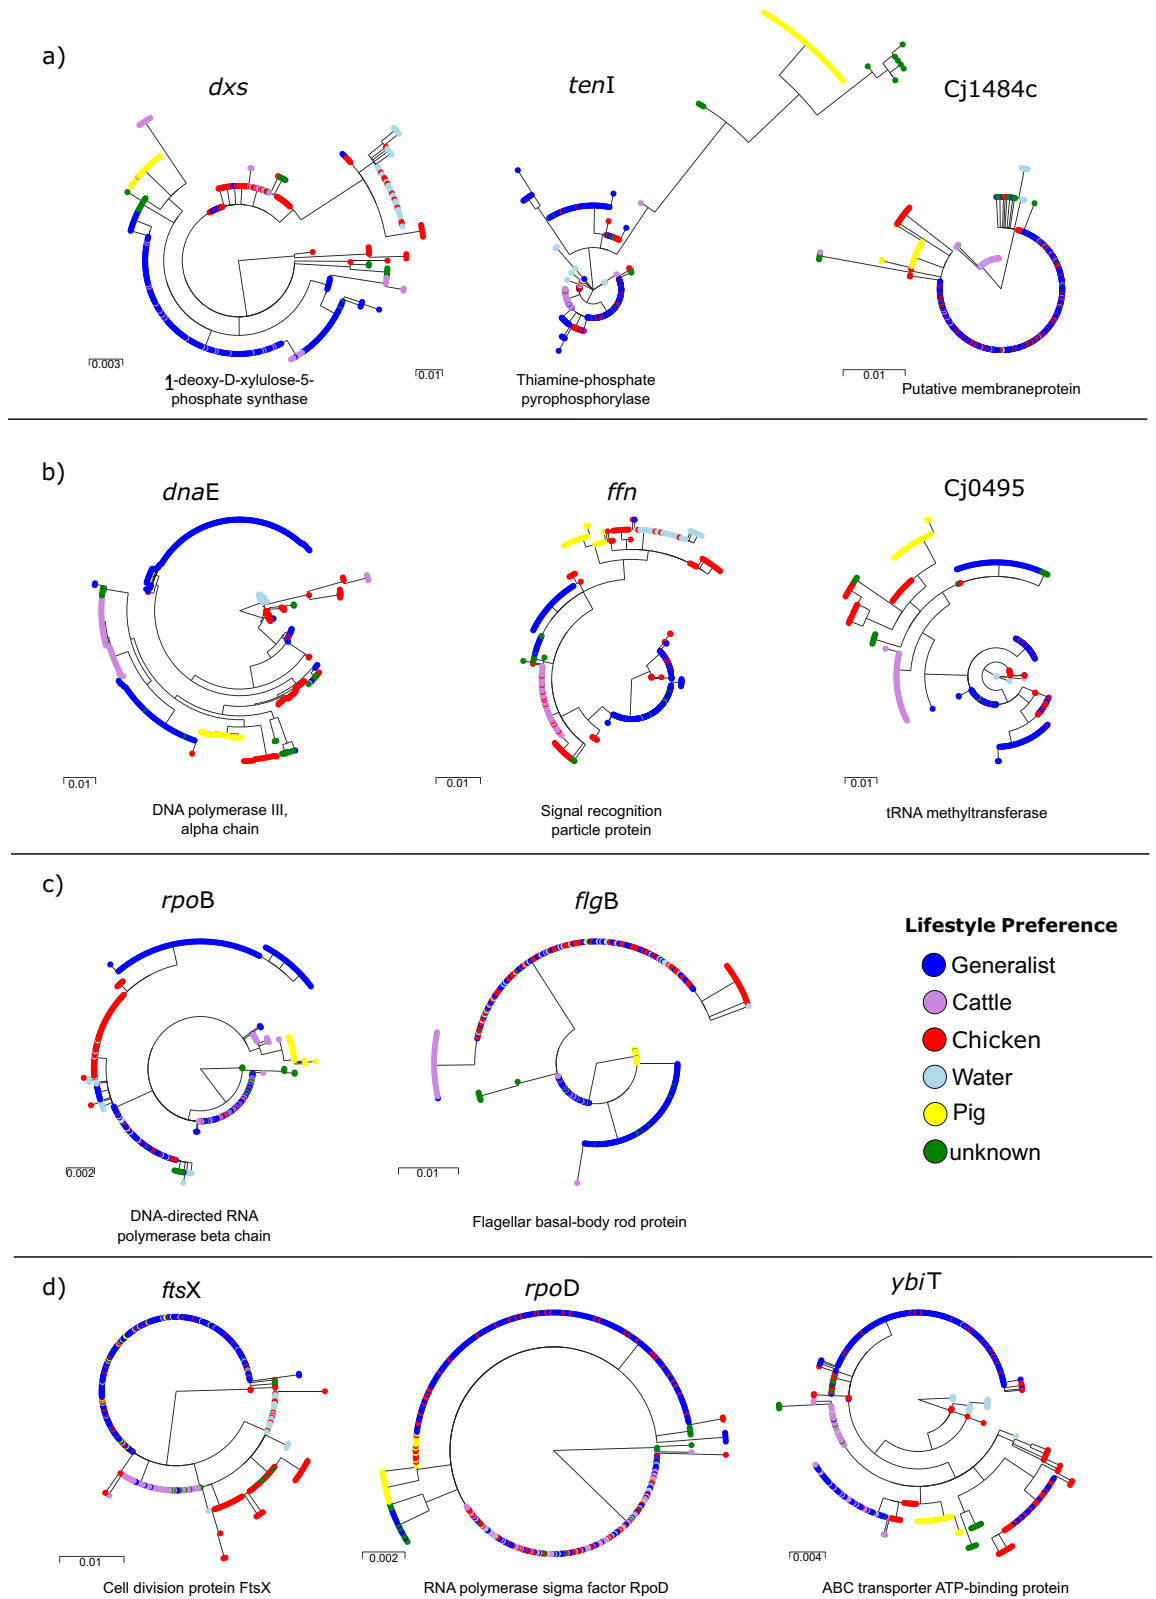 a)
dxs
tenI
Cj1484c
0.003
1-deoxy-D-xylulose-5-
phosphate synthase
0.01
Thiamine-phosphate
pyrophosphorylase
0.01
Putative membraneprotein
b)
dnaE
ffn
Cj0495
0.01
DNA polymerase III,
alpha chain
0.01
Signal recognition
particle protein
0.01
tRNA methyltransferase
c)
rpoB
flgB
Lifestyle Preference
Generalist
Cattle
Chicken
Water
Pig
unknown
0.002
DNA-directed RNA
polymerase beta chain
0.01
Flagellar basal-body rod protein
d)
ftsX
rpoD
ybiT
0.01
Cell division protein FtsX
0.002
RNA polymerase sigma factor RpoD
0.004
ABC transporter ATP-binding protein